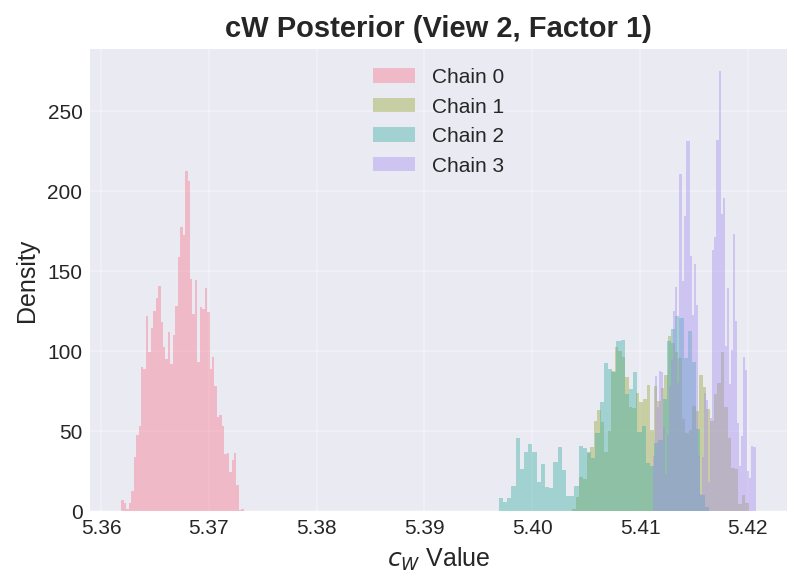 cW Posterior (View 2, Factor 1)
Chain 0
Chain 1
Chain 2
Chain 3
Density
250
200
150
100
50
0
5.36 5.37 5.38 5.39 5.40 5.41 5.42
c_W Value